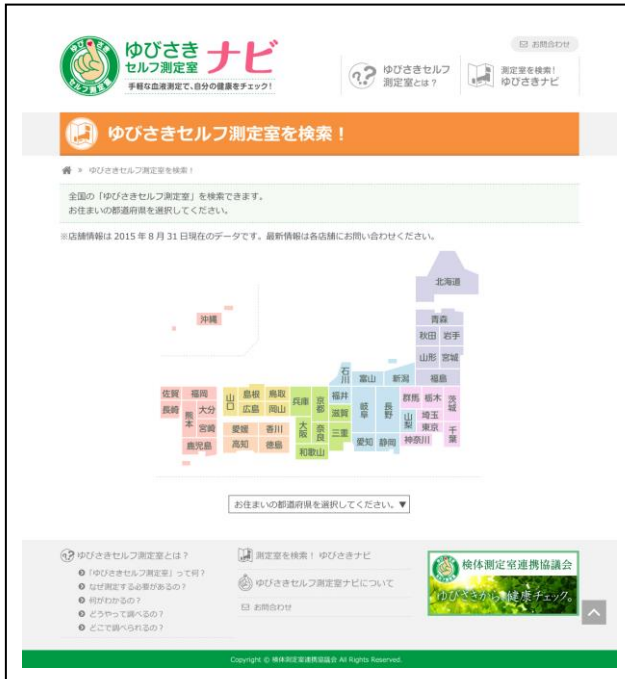 ゆびさき
セルフ測定室 ナビ
手軽な血液測定で、自分の健康をチェック!
ゆびさき
セルフ測定室
お問合わせ
ゆびさきセルフ
測定室とは?
測定室を検索!
ゆびさきナビ
ゆびさきセルフ測定室を検索!
> ゆびさきセルフ測定室を検索!
全国の「ゆびさきセルフ測定室」を検索できます。
お住まいの都道府県を選択してください。
※店舗情報は 2015 年 8 月 31 日現在のデータです。最新情報は各店舗にお問い合わせください。
北海道
沖縄
青森
秋田 岩手
山形 宮城
石川 富山 新潟 福島
佐賀 福岡 山口 島根 鳥取 兵庫 京都 福井 岐阜 長野 群馬 栃木 茨城
長崎 熊本 大分 広島 岡山 滋賀 山梨 埼玉
宮崎 愛媛 香川 大阪 奈良 三重 東京 千葉
鹿児島 高知 徳島 和歌山 愛知 静岡 神奈川
お住まいの都道府県を選択してください。▼
ゆびさきセルフ測定室とは?
「ゆびさきセルフ測定室」って何?
なぜ測定する必要があるの?
何がわかるの?
どうやって調べるの?
どこで調べられるの?
測定室を検索! ゆびさきナビ
ゆびさきセルフ測定室ナビについて
お問合わせ
検体測定室連携協議会
ゆびさきから、健康チェック。
Copyright © 検体測定室連携協議会 All Rights Reserved.